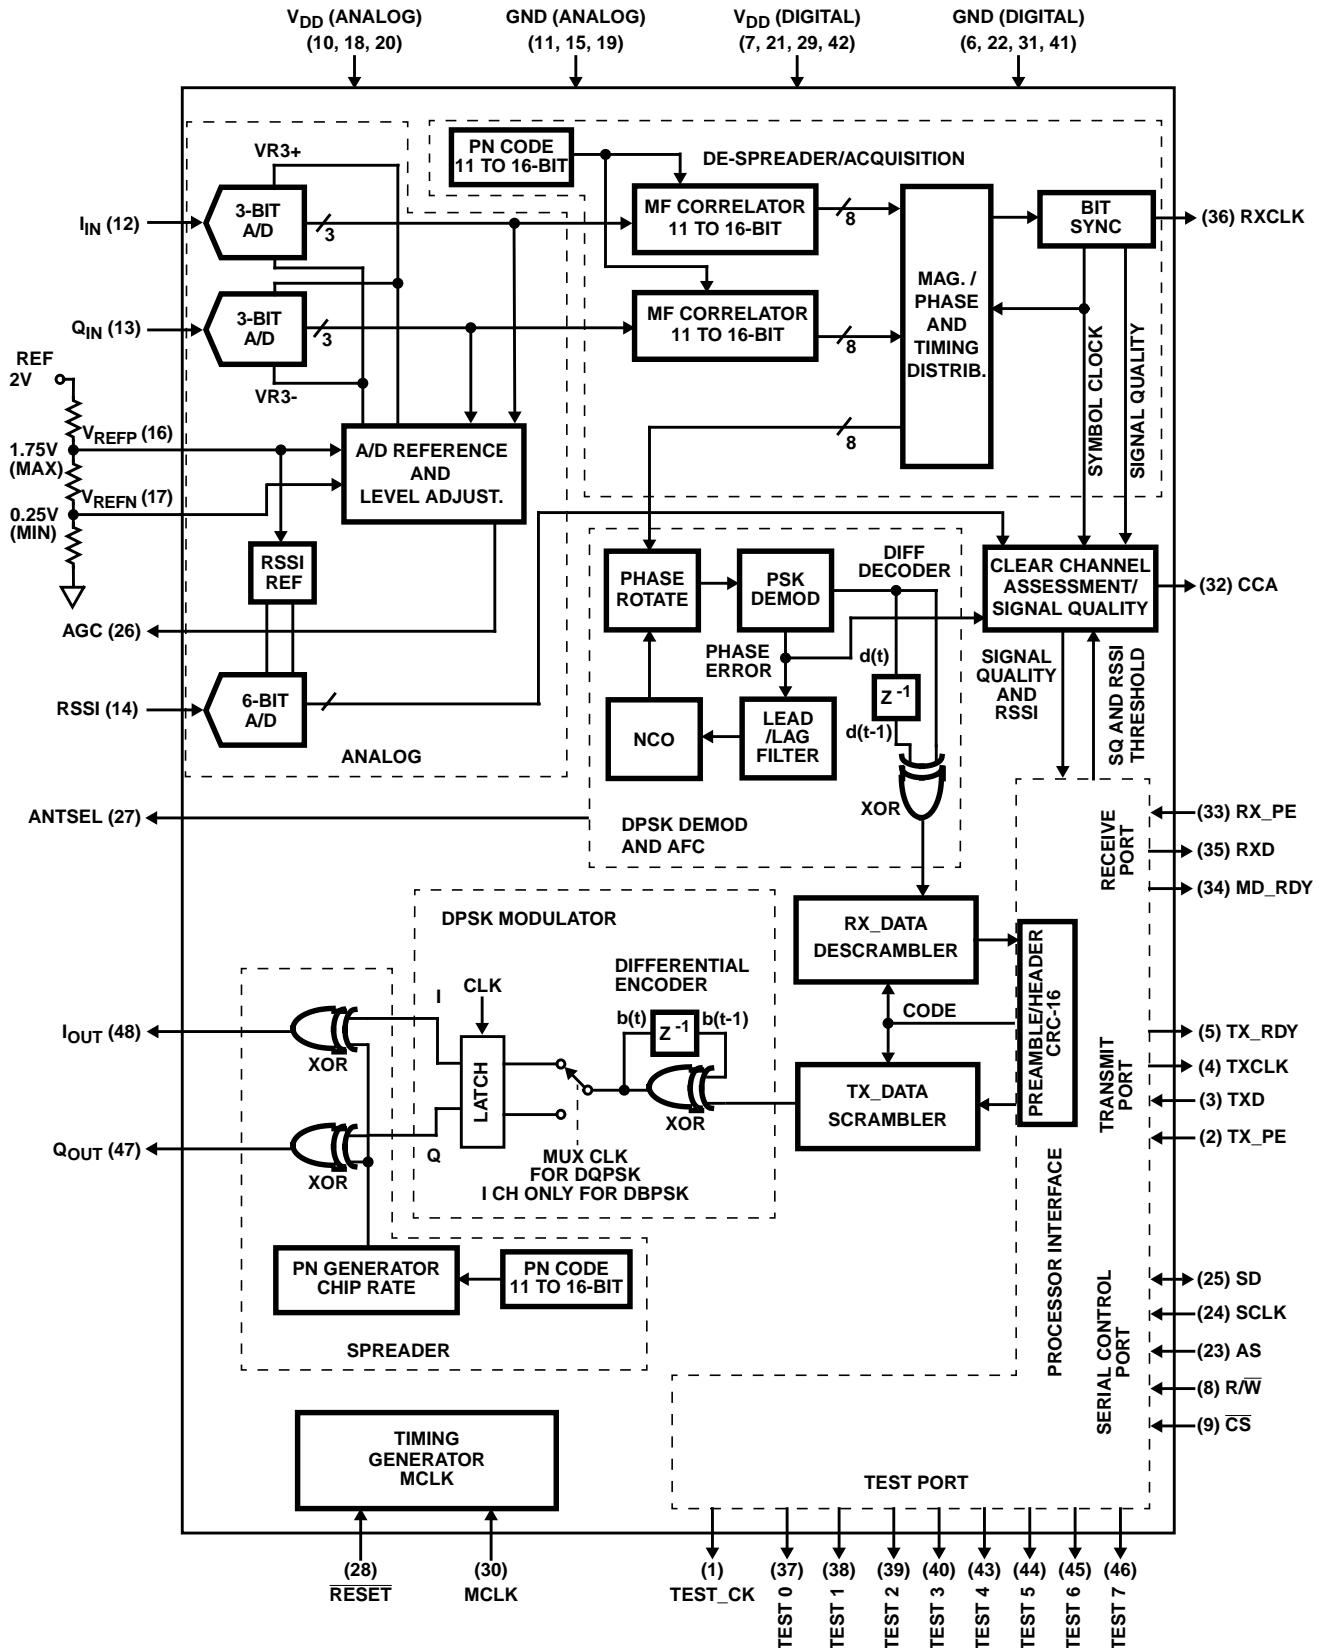 VDD (ANALOG)
(10, 18, 20)
GND (ANALOG)
(11, 15, 19)
VDD (DIGITAL)
(7, 21, 29, 42)
GND (DIGITAL)
(6, 22, 31, 41)
VR3+
3-BIT
A/D
3
IIN (12)
3-BIT
A/D
3
QIN (13)
VR3-
REF
2V
VREFP (16)
1.75V
(MAX)
VREFN (17)
0.25V
(MIN)
A/D REFERENCE
AND
LEVEL ADJUST.
RSSI
REF
AGC (26)
RSSI (14)
6-BIT
A/D
ANALOG
PN CODE
11 TO 16-BIT
DE-SPREADER/ACQUISITION
MF CORRELATOR
11 TO 16-BIT
8
MF CORRELATOR
11 TO 16-BIT
8
MAG. /
PHASE
AND
TIMING
DISTRIB.
8
BIT
SYNC
(36) RXCLK
SYMBOL CLOCK
SIGNAL QUALITY
CLEAR CHANNEL
ASSESSMENT/
SIGNAL QUALITY
(32) CCA
SIGNAL
QUALITY
AND
RSSI
SQ AND RSSI
THRESHOLD
PHASE
ROTATE
PSK
DEMOD
DIFF
DECODER
PHASE
ERROR
d(t)
Z -1
d(t-1)
NCO
LEAD
/LAG
FILTER
XOR
DPSK DEMOD
AND AFC
ANTSEL (27)
(33) RX_PE
(35) RXD
(34) MD_RDY
RECEIVE
PORT
RX_DATA
DESCRAMBLER
CODE
TX_DATA
SCRAMBLER
PREAMBLE/HEADER
CRC-16
(5) TX_RDY
(4) TXCLK
(3) TXD
(2) TX_PE
TRANSMIT
PORT
DPSK MODULATOR
DIFFERENTIAL
ENCODER
b(t)
Z -1
b(t-1)
XOR
I
CLK
LATCH
Q
MUX CLK
FOR DQPSK
I CH ONLY FOR DBPSK
IOUT (48)
XOR
QOUT (47)
XOR
PN GENERATOR
CHIP RATE
PN CODE
11 TO 16-BIT
SPREADER
PROCESSOR INTERFACE
SERIAL CONTROL
PORT
(25) SD
(24) SCLK
(23) AS
(8) R/W̅
(9) C̅S̅
TIMING
GENERATOR
MCLK
TEST PORT
(28)
R̅E̅S̅E̅T̅
(30)
MCLK
(1)
TEST_CK
(37)
TEST 0
(38)
TEST 1
(39)
TEST 2
(40)
TEST 3
(43)
TEST 4
(44)
TEST 5
(45)
TEST 6
(46)
TEST 7